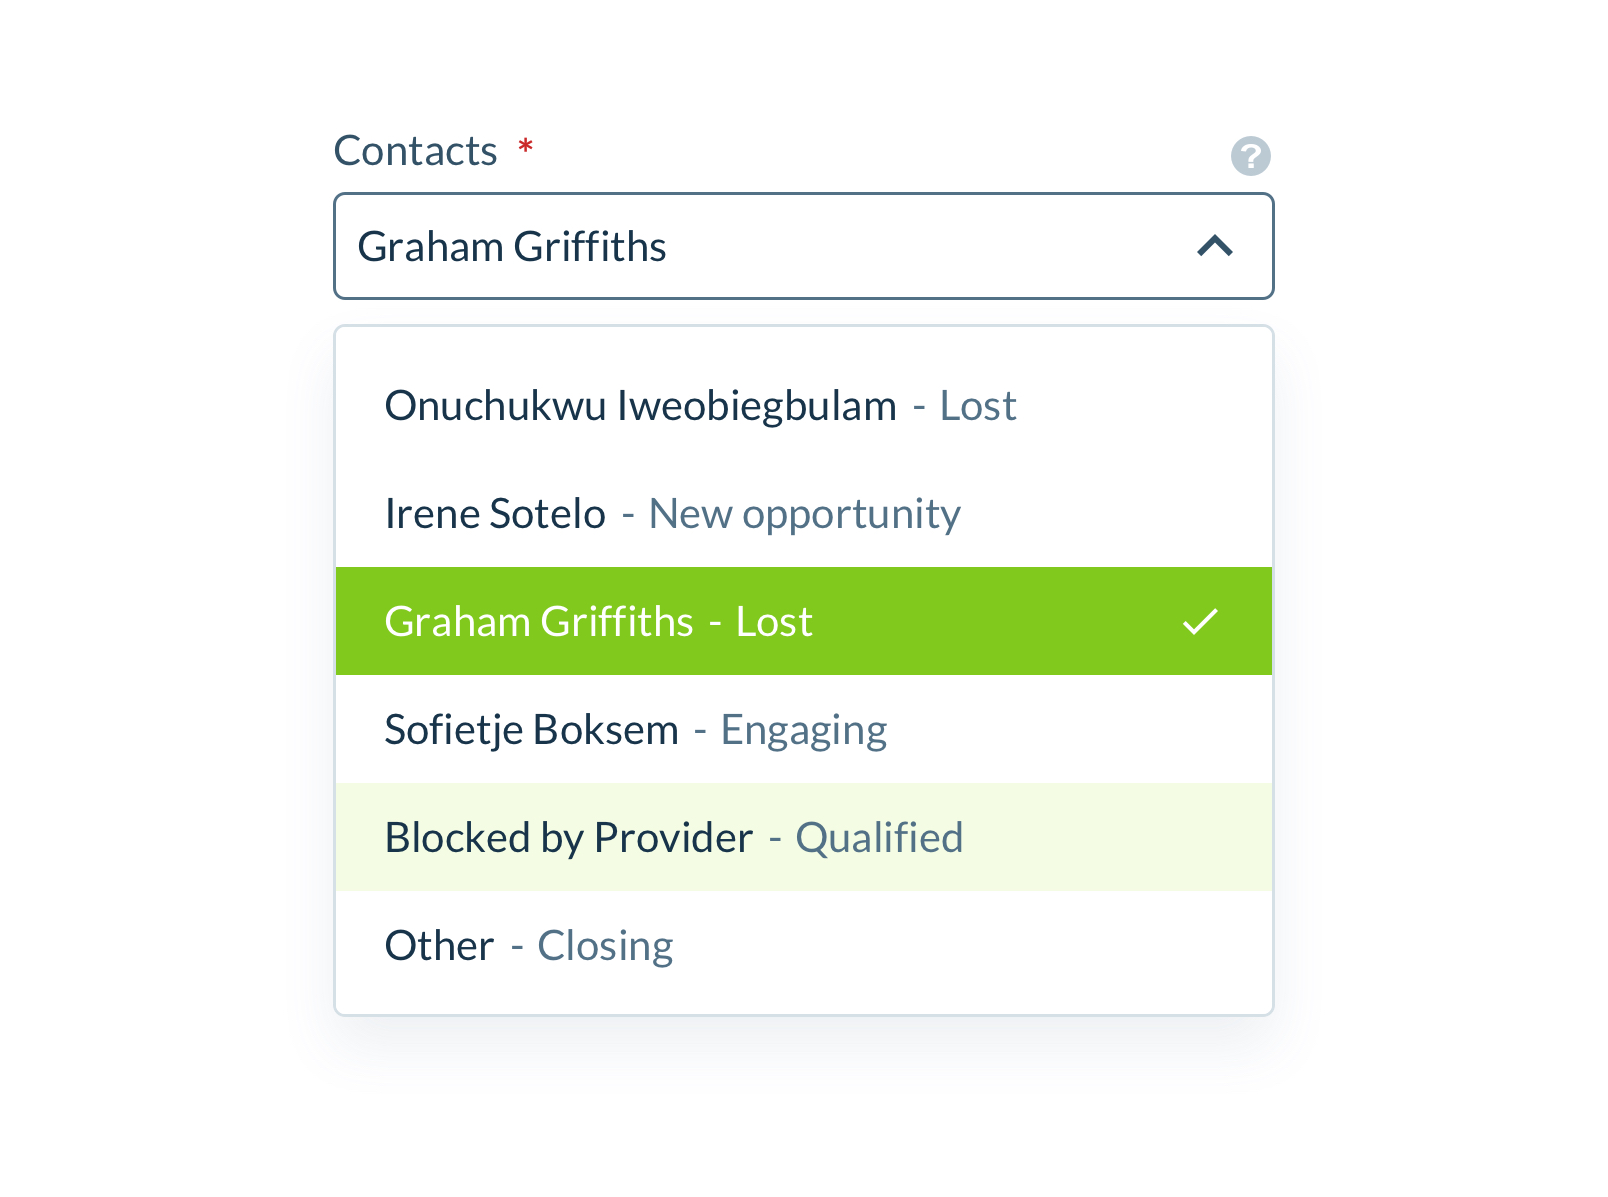 Contacts *
?
Graham Griffiths
Onuchukwu Iweobiegbulam - Lost
Irene Sotelo - New opportunity
Graham Griffiths - Lost
Sofietje Boksem - Engaging
Blocked by Provider - Qualified
Other - Closing